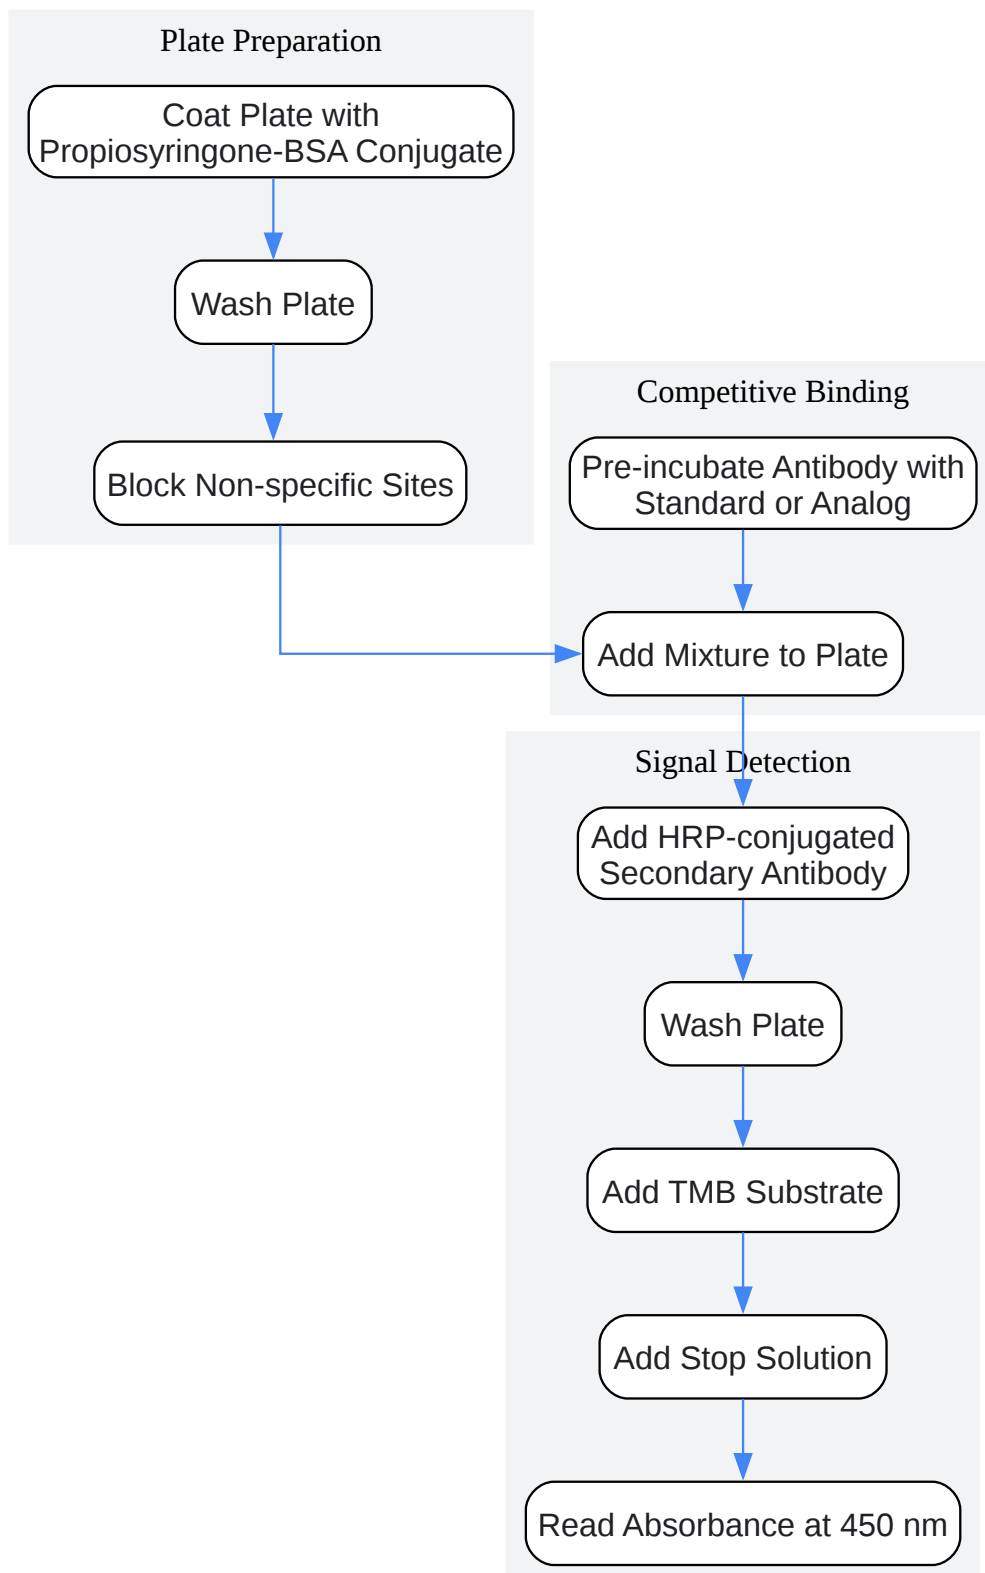 Plate Preparation
Coat Plate with
Propiosyringone-BSA Conjugate
Wash Plate
Block Non-specific Sites
Competitive Binding
Pre-incubate Antibody with
Standard or Analog
Add Mixture to Plate
Signal Detection
Add HRP-conjugated
Secondary Antibody
Wash Plate
Add TMB Substrate
Add Stop Solution
Read Absorbance at 450 nm